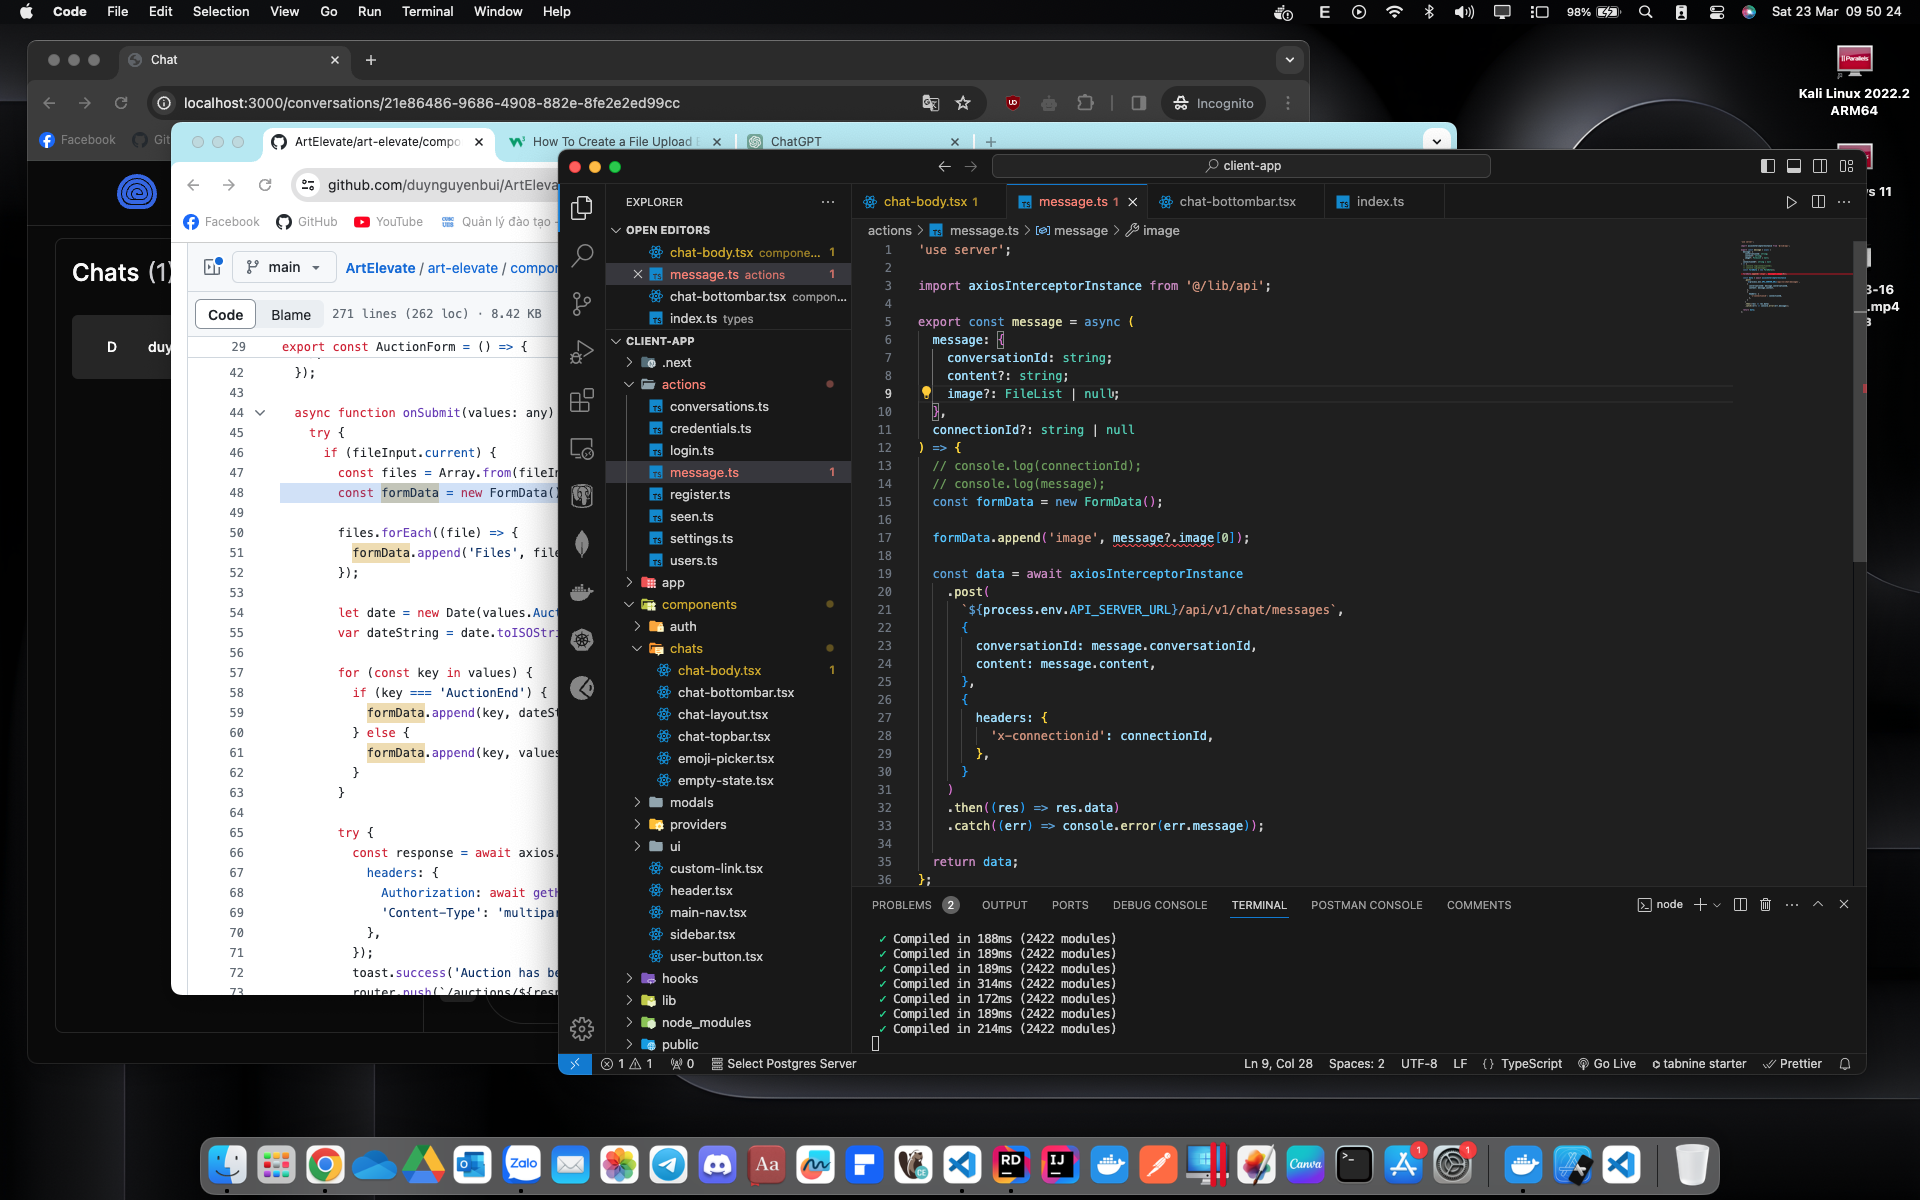 Code File Edit Selection View Go Run Terminal Window Help
E 98% Sat 23 Mar 09 50 24
Chat
localhost:3000/conversations/21e86486-9686-4908-882e-8fe2e2ed99cc
Incognito
Facebook
Chats (1)
D
Kali Linux 2022.2
ARM64
ArtElevate/art-elevate/compo
How To Create a File Upload
ChatGPT
github.com/duynguyenbui/ArtEleva
Facebook GitHub YouTube Quản lý đào tạo
main
ArtElevate / art-elevate /
Code Blame 271 lines (262 loc) · 8.42 KB
29 export const AuctionForm = () => {
42 });
43
44 async function onSubmit(values: any)
45 try {
46 if (fileInput.current) {
47 const files = Array.from(
48 const formData = new FormData()
49
50 files.forEach((file) => {
51 formData.append('Files',
52 });
53
54 let date = new Date(values.
55 var dateString = date.
56
57 for (const key in values) {
58 if (key === 'AuctionEnd') {
59 formData.append(key,
60 } else {
61 formData.append(key,
62 }
63 }
64
65 try {
66 const response = await axios.
67 headers: {
68 Authorization: await
69 'Content-Type':
70 },
71 });
72 toast.success('Auction has
73
client-app
EXPLORER
OPEN EDITORS
chat-body.tsx compone... 1
message.ts actions 1
chat-bottombar.tsx compon...
index.ts types
CLIENT-APP
.next
actions
conversations.ts
credentials.ts
login.ts
message.ts 1
register.ts
seen.ts
settings.ts
users.ts
app
components
auth
chats
chat-body.tsx 1
chat-bottombar.tsx
chat-layout.tsx
chat-topbar.tsx
emoji-picker.tsx
empty-state.tsx
modals
providers
ui
custom-link.tsx
header.tsx
main-nav.tsx
sidebar.tsx
user-button.tsx
hooks
lib
node_modules
public
chat-body.tsx 1 message.ts 1 chat-bottombar.tsx index.ts
actions > message.ts > message > image
1 'use server';
2
3 import axiosInterceptorInstance from '@/lib/api';
4
5 export const message = async (
6 message: {
7 conversationId: string;
8 content?: string;
9 image?: FileList | null;
10 },
11 connectionId?: string | null
12 ) => {
13 // console.log(connectionId);
14 // console.log(message);
15 const formData = new FormData();
16
17 formData.append('image', message?.image[0]);
18
19 const data = await axiosInterceptorInstance
20 .post(
21 `${process.env.API_SERVER_URL}/api/v1/chat/messages`,
22 {
23 conversationId: message.conversationId,
24 content: message.content,
25 },
26 {
27 headers: {
28 'x-connectionid': connectionId,
29 },
30 }
31 )
32 .then((res) => res.data)
33 .catch((err) => console.error(err.message));
34
35 return data;
36 };
PROBLEMS 2 OUTPUT PORTS DEBUG CONSOLE TERMINAL POSTMAN CONSOLE COMMENTS
node
✓ Compiled in 188ms (2422 modules)
✓ Compiled in 189ms (2422 modules)
✓ Compiled in 189ms (2422 modules)
✓ Compiled in 314ms (2422 modules)
✓ Compiled in 172ms (2422 modules)
✓ Compiled in 189ms (2422 modules)
✓ Compiled in 214ms (2422 modules)
1 1 0 Select Postgres Server
Ln 9, Col 28 Spaces: 2 UTF-8 LF {} TypeScript Go Live tabnine starter Prettier
Zalo Aa RD IJ Canva 1 1